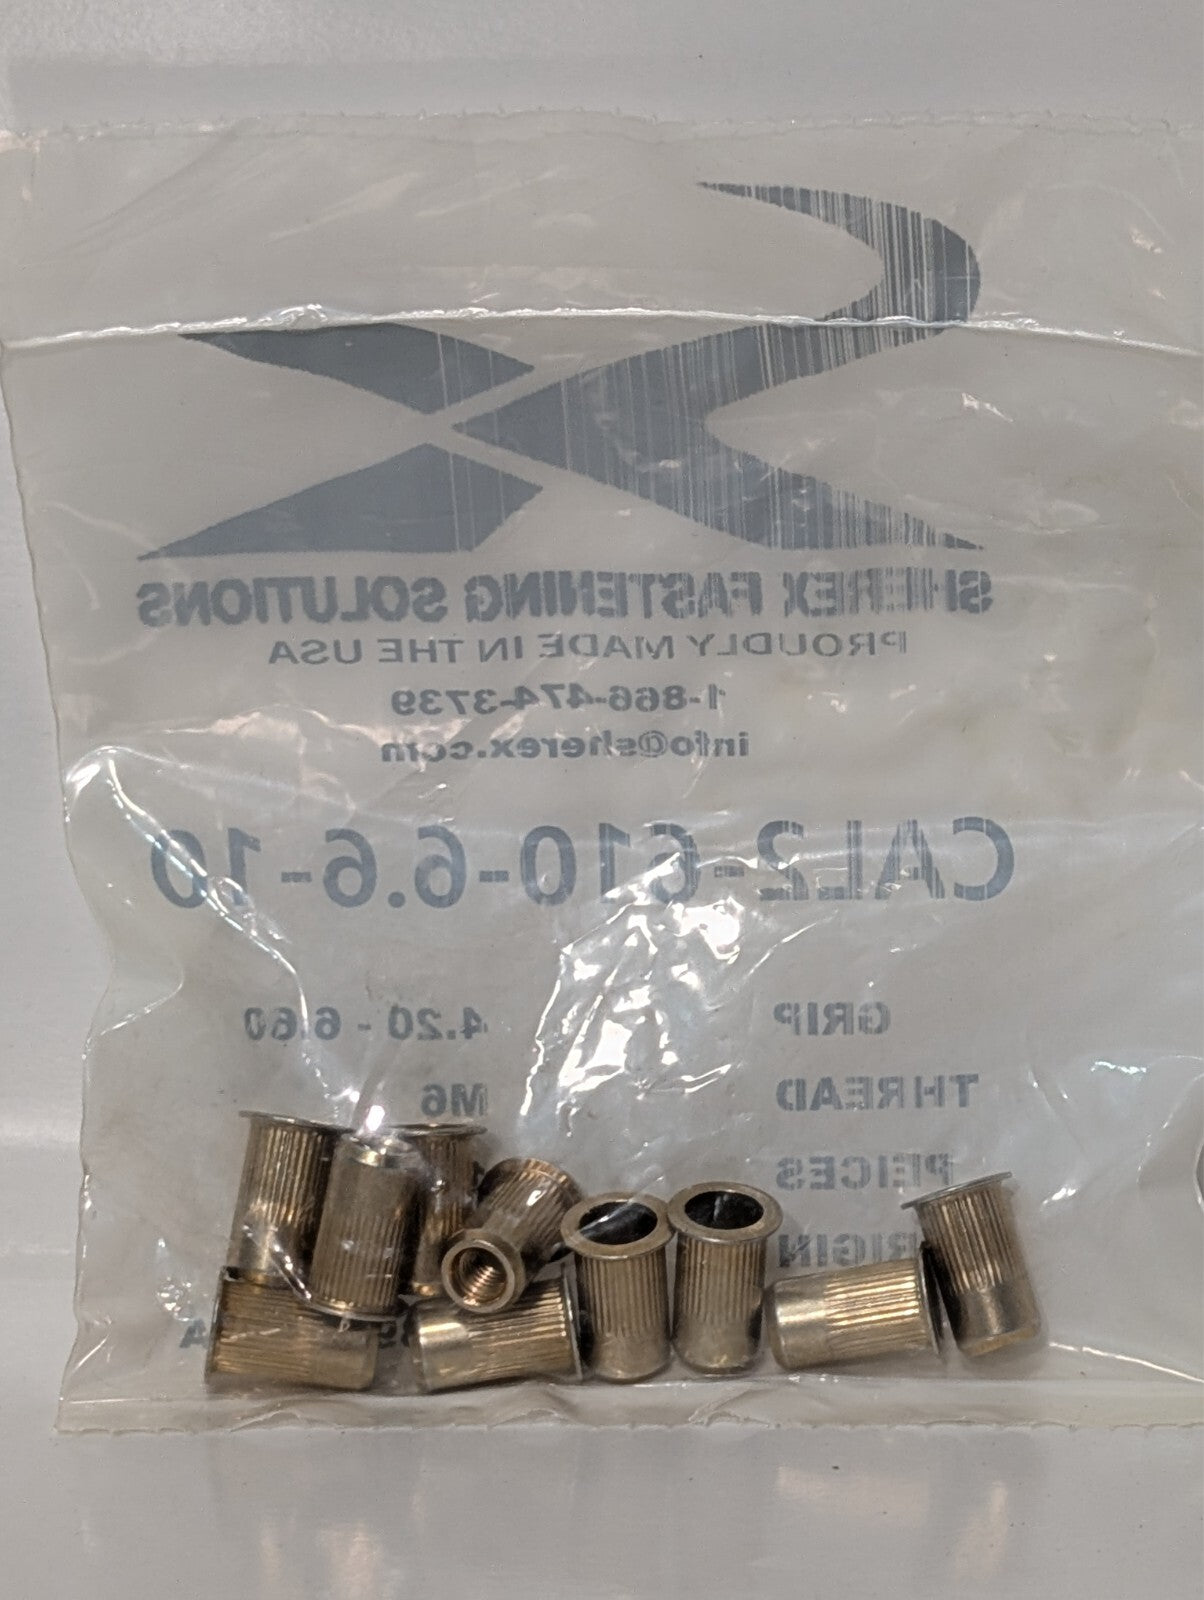 SHEREX FASTENING SOLUTIONS
PROUDLY MADE IN THE USA
1-866-474-3739
info@sherex.com
CAL2-610-6.6-10
GRIP 4.20 - 6.60
THREAD M6
PEICES